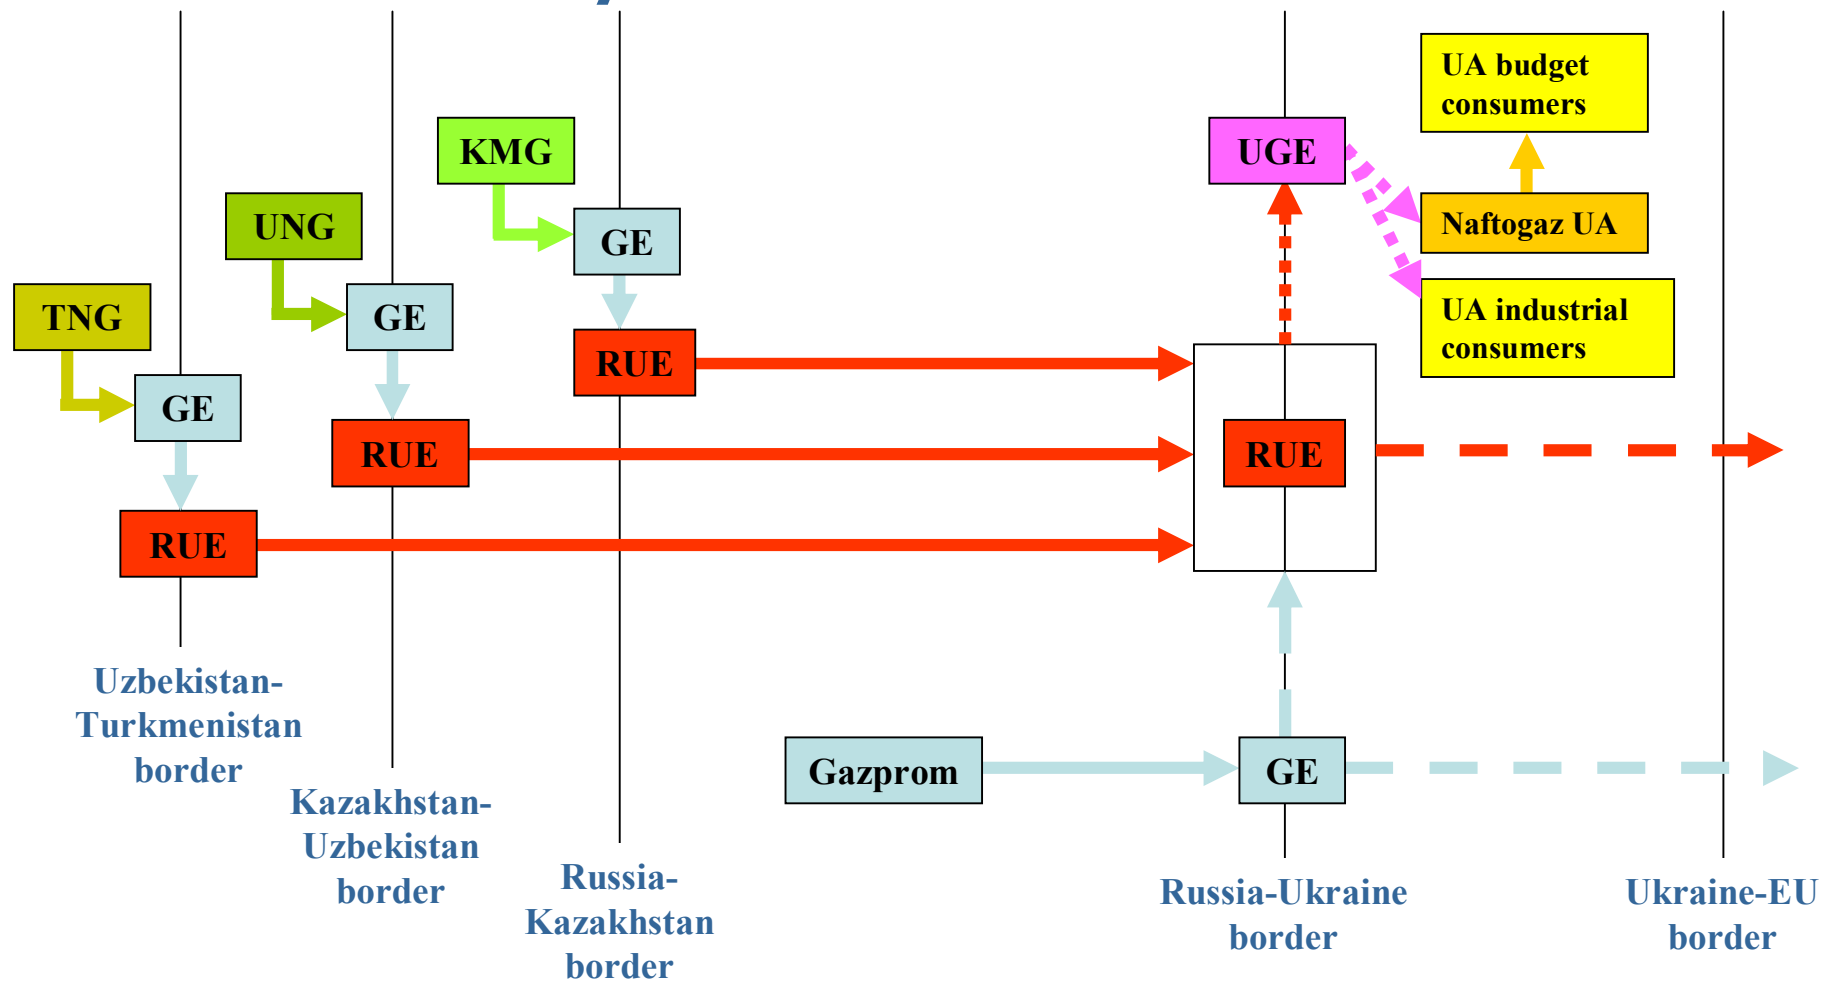 UA budget
consumers
KMG
UGE
UNG
GE
Naftogaz UA
TNG
GE
UA industrial
consumers
RUE
GE
RUE
RUE
RUE
Uzbekistan-
Turkmenistan
border
Gazprom
GE
Kazakhstan-
Uzbekistan
border
Russia-
Kazakhstan
border
Russia-Ukraine
border
Ukraine-EU
border